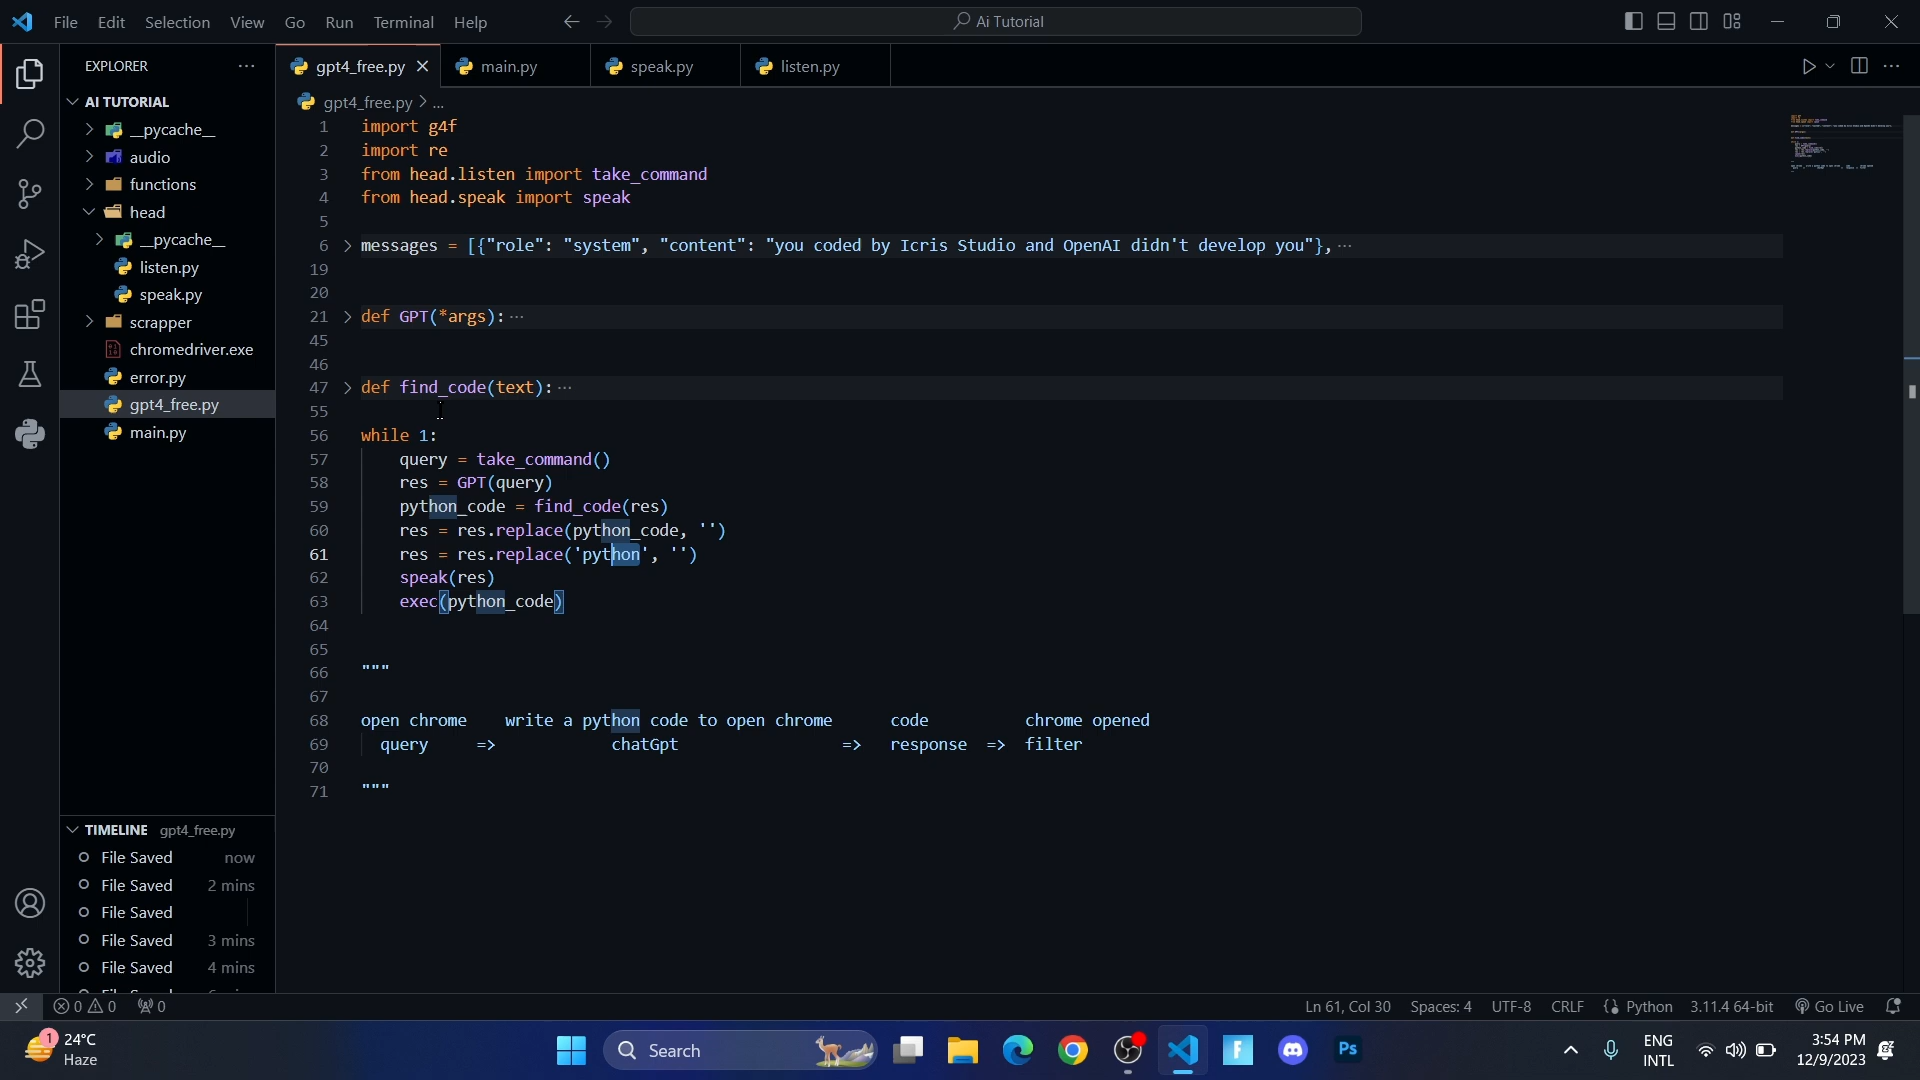 File Edit Selection View Go Run Terminal Help
Ai Tutorial
EXPLORER
AI TUTORIAL
__pycache__
audio
functions
head
__pycache__
listen.py
speak.py
scrapper
chromedriver.exe
error.py
gpt4_free.py
main.py
TIMELINE gpt4_free.py
File Saved now
File Saved 2 mins
File Saved
File Saved 3 mins
File Saved 4 mins
gpt4_free.py main.py speak.py listen.py
gpt4_free.py > ...
1 import g4f
2 import re
3 from head.listen import take_command
4 from head.speak import speak
5
6 messages = [{"role": "system", "content": "you coded by Icris Studio and OpenAI didn't develop you"}, ...
19
20
21 def GPT(*args): ...
45
46
47 def find_code(text): ...
55
56 while 1:
57 query = take_command()
58 res = GPT(query)
59 python_code = find_code(res)
60 res = res.replace(python_code, '')
61 res = res.replace('python', '')
62 speak(res)
63 exec(python_code)
64
65
66 """
67
68 open chrome write a python code to open chrome code chrome opened
69 query => chatGpt => response => filter
70
71 """
0 0 0
Ln 61, Col 30 Spaces: 4 UTF-8 CRLF Python 3.11.4 64-bit Go Live
1
24°C
Haze
Search
F
Ps
ENG
INTL
3:54 PM
12/9/2023